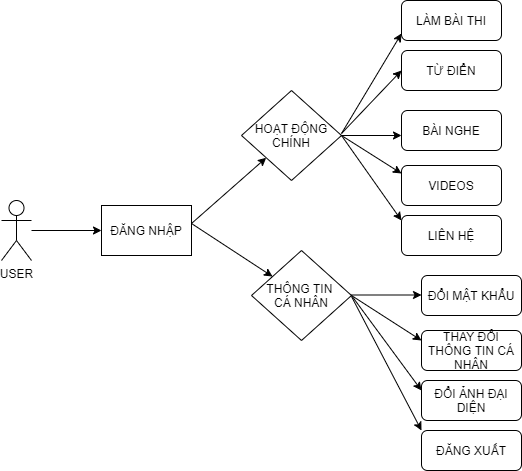 LÀM BÀI THI
TỪ ĐIỂN
HOẠT ĐỘNG
CHÍNH
BÀI NGHE
VIDEOS
LIÊN HỆ
ĐĂNG NHẬP
USER
THÔNG TIN
CÁ NHÂN
ĐỔI MẬT KHẨU
THAY ĐỔI
THÔNG TIN CÁ
NHÂN
ĐỔI ẢNH ĐẠI
DIỆN
ĐĂNG XUẤT